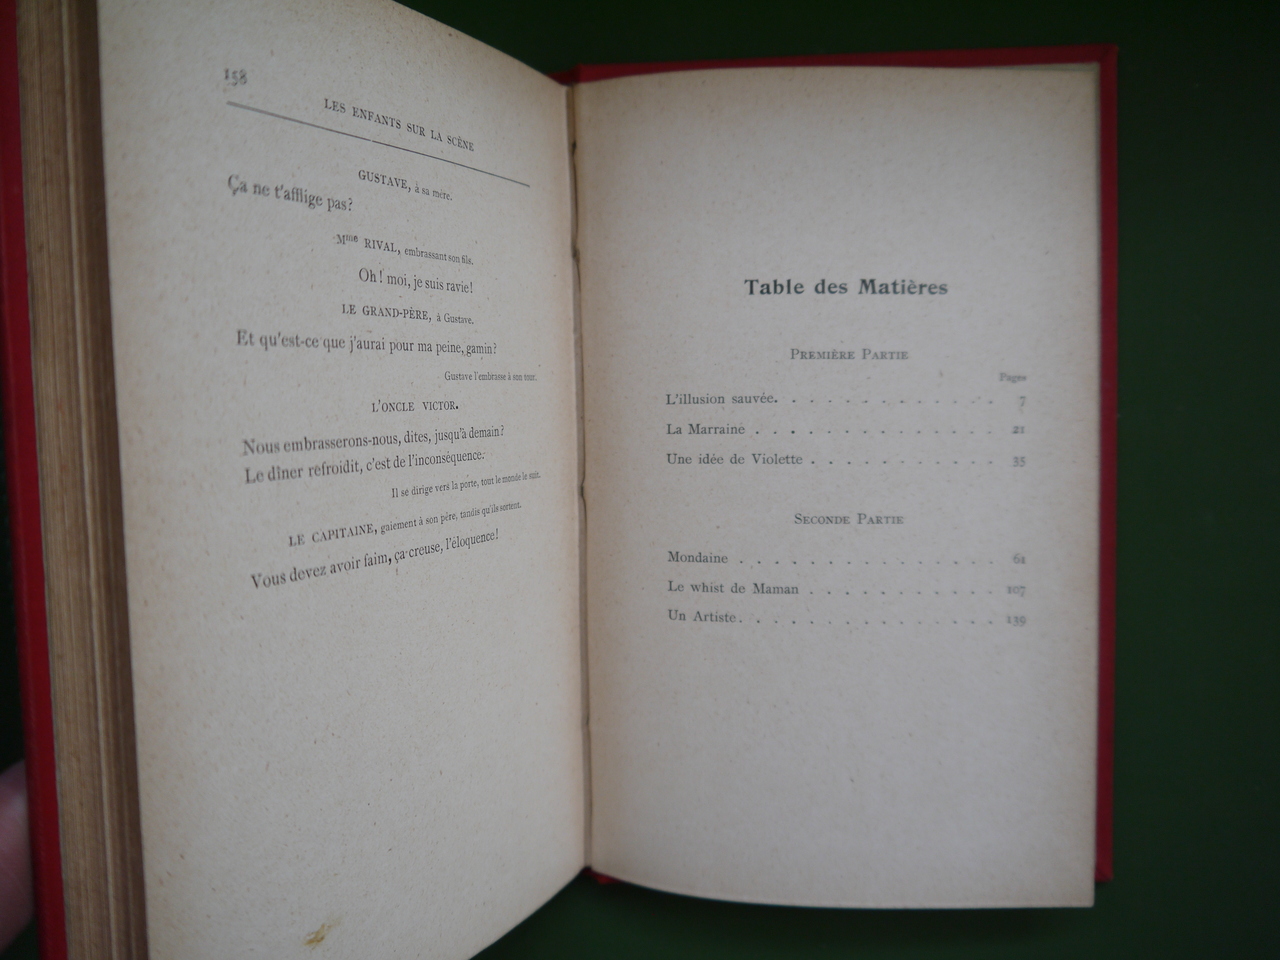 158
LES ENFANTS SUR LA SCÈNE
GUSTAVE, à sa mère.
Ça ne t'afflige pas?
Mme RIVAL, embrassant son fils.
Oh! moi, je suis ravie!
LE GRAND-PÈRE, à Gustave.
Et qu'est-ce que j'aurai pour ma peine, gamin?
Gustave l'embrasse à son tour.
L'ONCLE VICTOR.
Nous embrasserons-nous, dites, jusqu'à demain?
Le dîner refroidit, c'est de l'inconséquence.
Il se dirige vers la porte, tout le monde le suit.
LE CAPITAINE, gaiement à son père, tandis qu'ils sortent.
Vous devez avoir faim, ça creuse, l'éloquence!
Table des Matières
PREMIÈRE PARTIE
Pages
L'illusion sauvée. . . . . . . . . . . . . 7
La Marraine . . . . . . . . . . . . . . 21
Une idée de Violette . . . . . . . . . . . 35
SECONDE PARTIE
Mondaine . . . . . . . . . . . . . . . 61
Le whist de Maman . . . . . . . . . . . 107
Un Artiste. . . . . . . . . . . . . . . 139